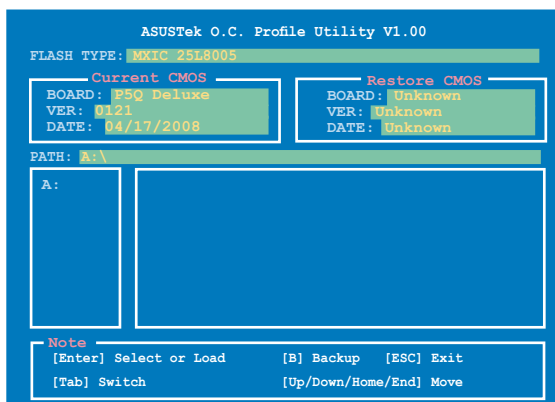 ASUSTek O.C. Profile Utility V1.00
FLASH TYPE: MXIC 25L8005
Current CMOS
BOARD: P5Q Deluxe
VER: 0121
DATE: 04/17/2008
Restore CMOS
BOARD: Unknown
VER: Unknown
DATE: Unknown
PATH: A:\
A:
Note
[Enter] Select or Load [B] Backup [ESC] Exit
[Tab] Switch [Up/Down/Home/End] Move